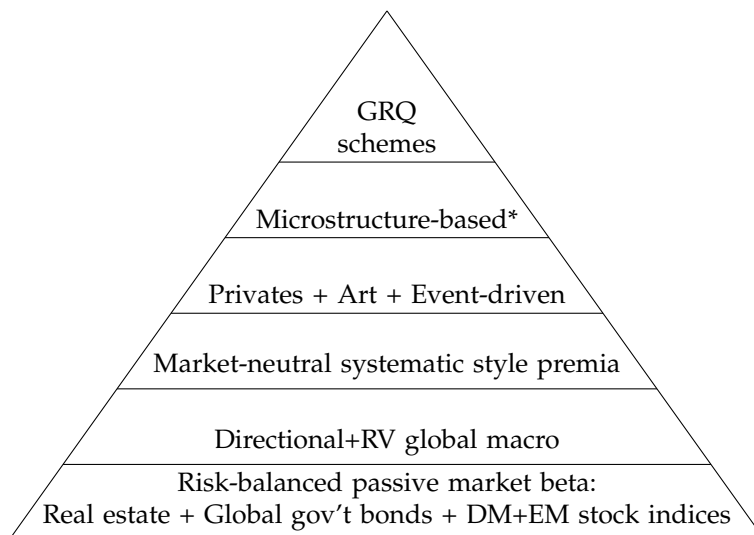 GRQ
schemes
Microstructure-based*
Privates + Art + Event-driven
Market-neutral systematic style premia
Directional+RV global macro
Risk-balanced passive market beta:
Real estate + Global gov't bonds + DM+EM stock indices